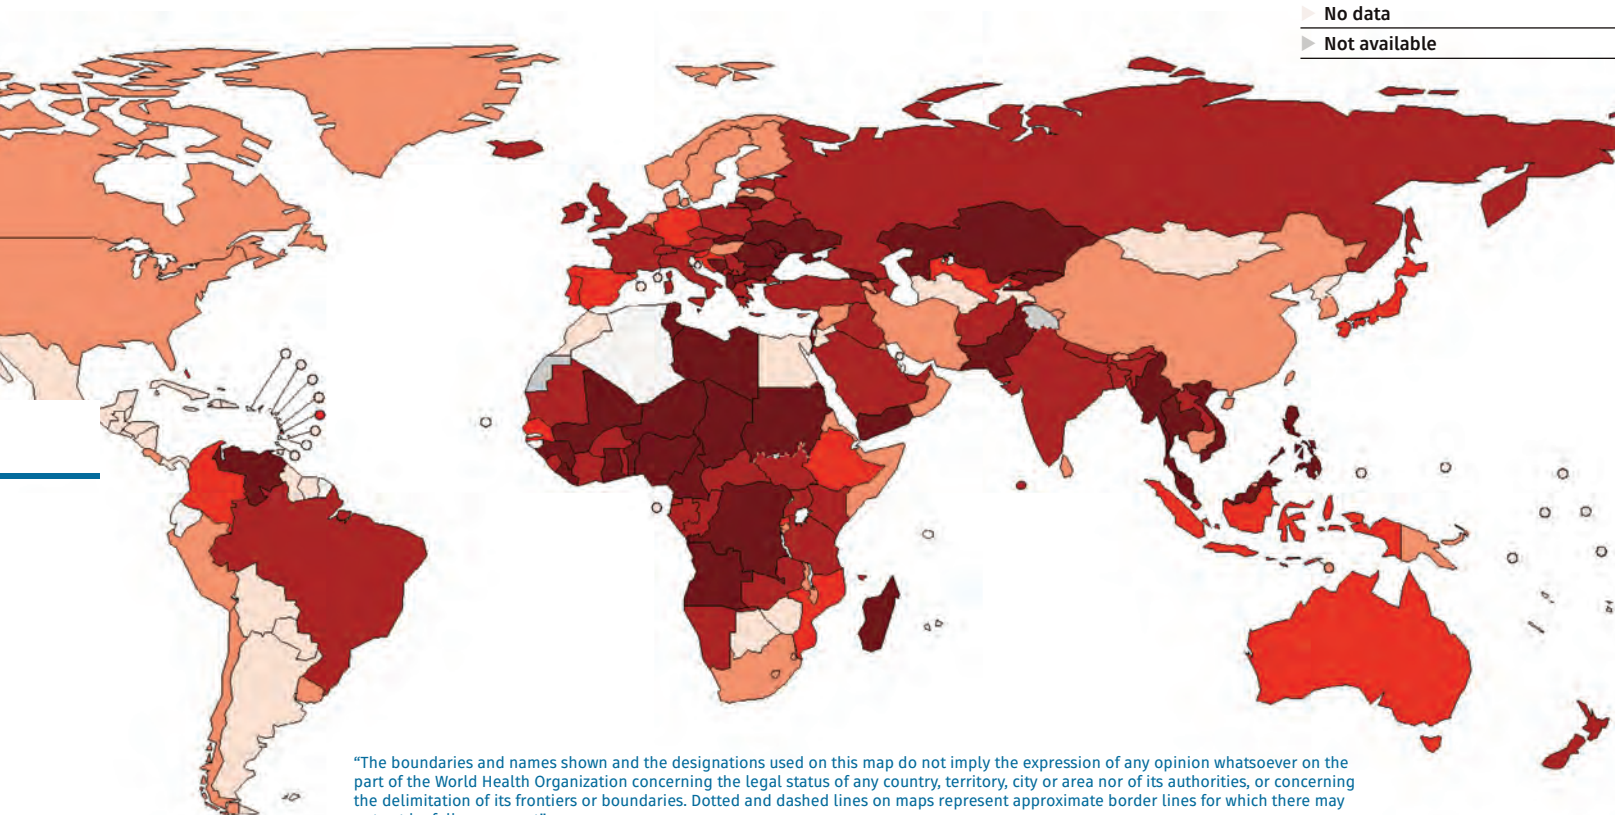 No data
Not available
“The boundaries and names shown and the designations used on this map do not imply the expression of any opinion whatsoever on the
part of the World Health Organization concerning the legal status of any country, territory, city or area nor of its authorities, or concerning
the delimitation of its frontiers or boundaries. Dotted and dashed lines on maps represent approximate border lines for which there may